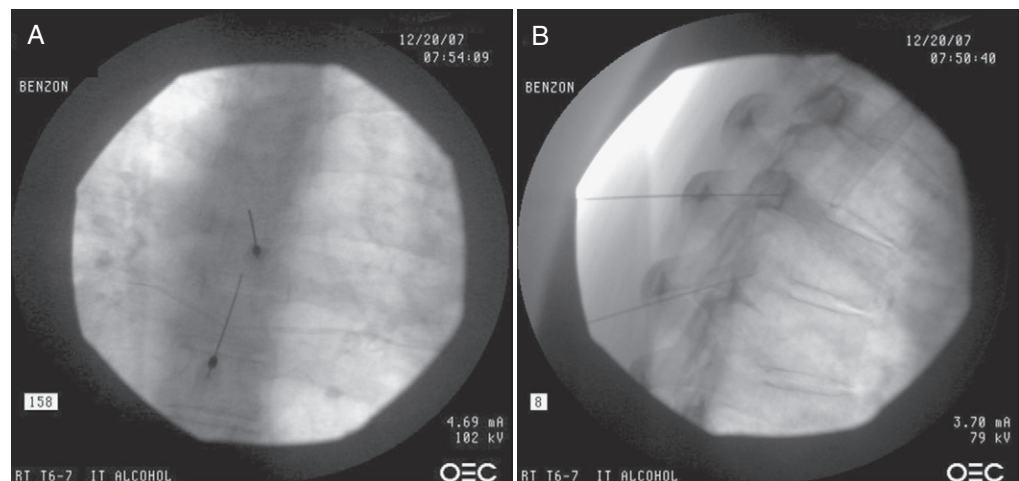 A
12/20/07
07:54:09
BENZON
158
4.69 mA
102 kV
RT T6-7 IT ALCOHOL
OEC
B
12/20/07
07:50:40
BENZON
8
3.70 mA
79 kV
RT T6-7 IT ALCOHOL
OEC